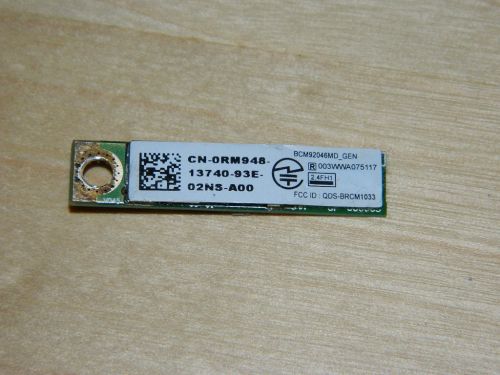 CN-0RM948-
13740-93E-
02NS-A00
BCM92046MD_GEN
R 003WWA075117
2.4FH1
FCC ID : QDS-BRCM1033